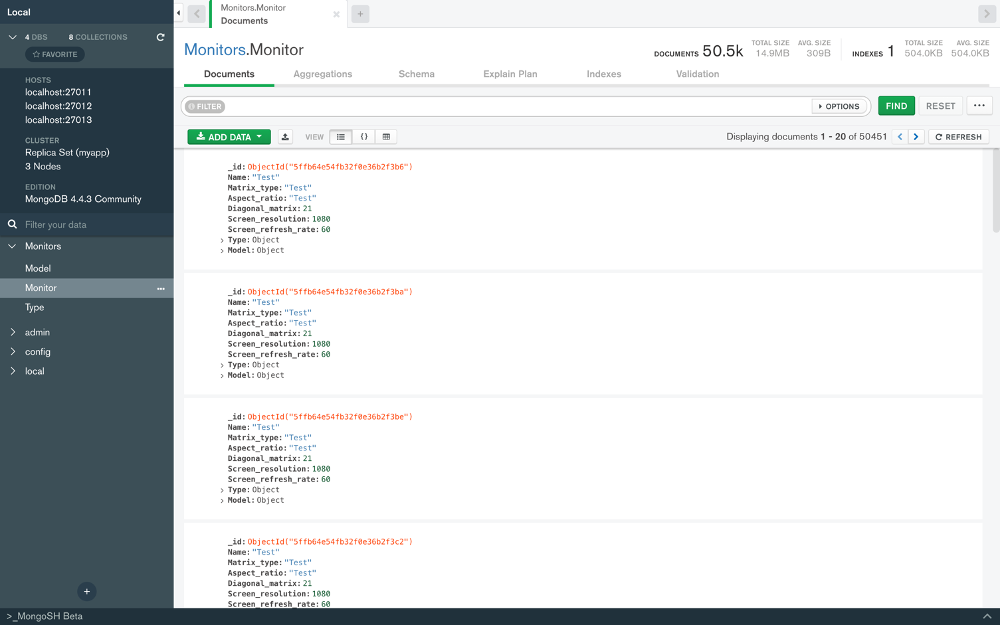 Local
4 DBS 8 COLLECTIONS
FAVORITE
HOSTS
localhost:27011
localhost:27012
localhost:27013
CLUSTER
Replica Set (myapp)
3 Nodes
EDITION
MongoDB 4.4.3 Community
Filter your data
Monitors
Model
Monitor
Type
admin
config
local
>_MongoSH Beta
Monitors.Monitor
Documents
Monitors.Monitor
DOCUMENTS 50.5k
TOTAL SIZE
14.9MB
AVG. SIZE
309B
INDEXES 1
TOTAL SIZE
504.0KB
AVG. SIZE
504.0KB
Documents Aggregations Schema Explain Plan Indexes Validation
FILTER OPTIONS FIND RESET
ADD DATA VIEW {} Displaying documents 1 - 20 of 50451 REFRESH
_id: ObjectId("5ffb64e54fb32f0e36b2f3b6")
Name: "Test"
Matrix_type: "Test"
Aspect_ratio: "Test"
Diagonal_matrix: 21
Screen_resolution: 1080
Screen_refresh_rate: 60
Type: Object
Model: Object
_id: ObjectId("5ffb64e54fb32f0e36b2f3ba")
Name: "Test"
Matrix_type: "Test"
Aspect_ratio: "Test"
Diagonal_matrix: 21
Screen_resolution: 1080
Screen_refresh_rate: 60
Type: Object
Model: Object
_id: ObjectId("5ffb64e54fb32f0e36b2f3be")
Name: "Test"
Matrix_type: "Test"
Aspect_ratio: "Test"
Diagonal_matrix: 21
Screen_resolution: 1080
Screen_refresh_rate: 60
Type: Object
Model: Object
_id: ObjectId("5ffb64e54fb32f0e36b2f3c2")
Name: "Test"
Matrix_type: "Test"
Aspect_ratio: "Test"
Diagonal_matrix: 21
Screen_resolution: 1080
Screen_refresh_rate: 60